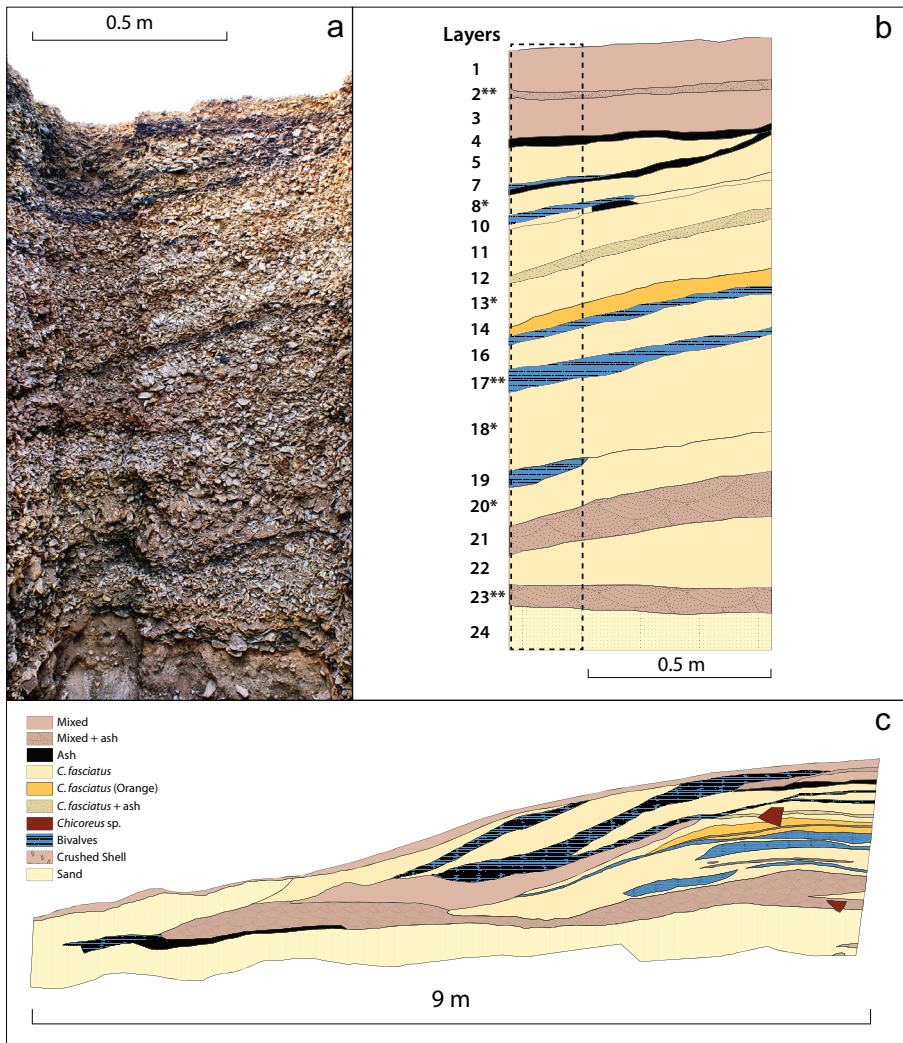 0.5 m
a
b
Layers
1
2**
3
4
5
7
8*
10
11
12
13*
14
16
17**
18*
19
20*
21
22
23**
24
0.5 m
c
Mixed
Mixed + ash
Ash
C. fasciatus
C. fasciatus (Orange)
C. fasciatus + ash
Chicoreus sp.
Bivalves
Crushed Shell
Sand
9 m